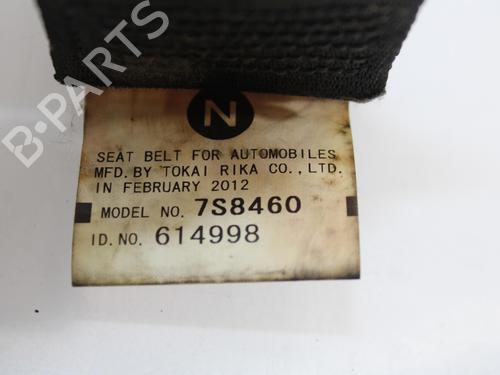 B-PARTS
N
SEAT BELT FOR AUTOMOBILES
MFD. BY TOKAI RIKA CO., LTD.
IN FEBRUARY 2012
MODEL NO. 7S8460
ID. NO. 614998